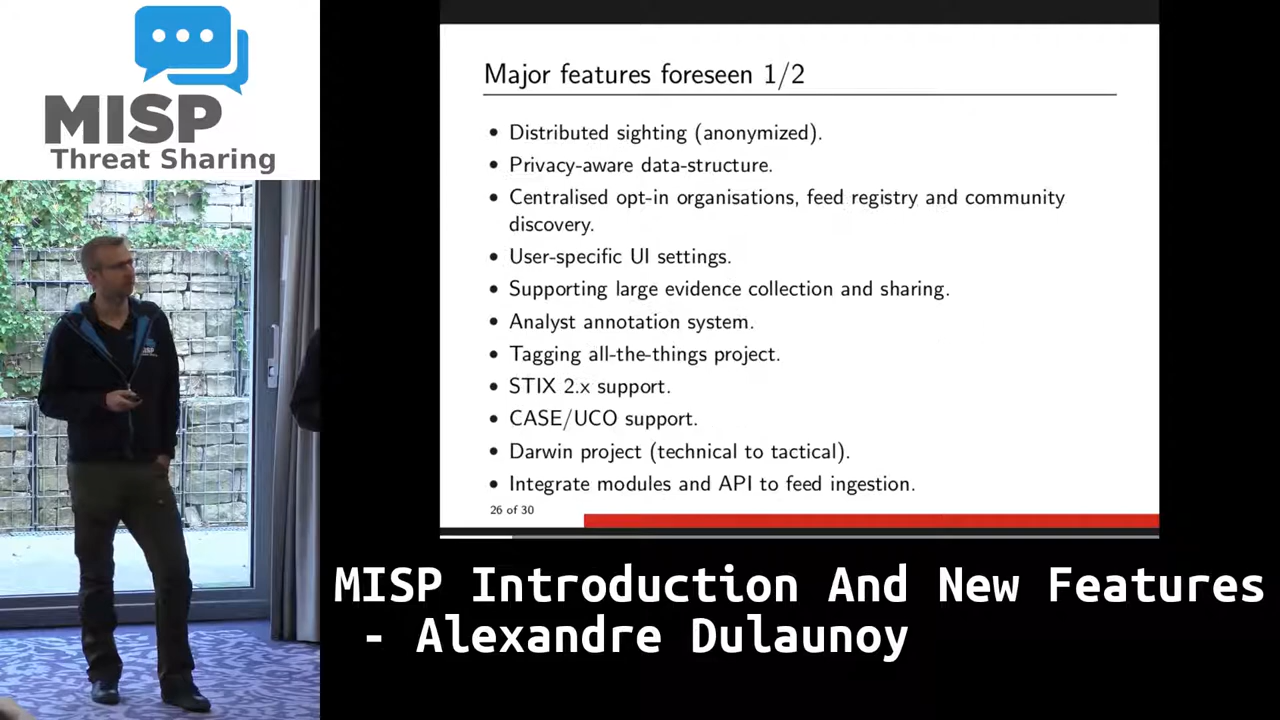 MISP
Threat Sharing
Major features foreseen 1/2
• Distributed sighting (anonymized).
• Privacy-aware data-structure.
• Centralised opt-in organisations, feed registry and community
discovery.
• User-specific UI settings.
• Supporting large evidence collection and sharing.
• Analyst annotation system.
• Tagging all-the-things project.
• STIX 2.x support.
• CASE/UCO support.
• Darwin project (technical to tactical).
• Integrate modules and API to feed ingestion.
26 of 30
MISP Introduction And New Features
- Alexandre Dulaunoy